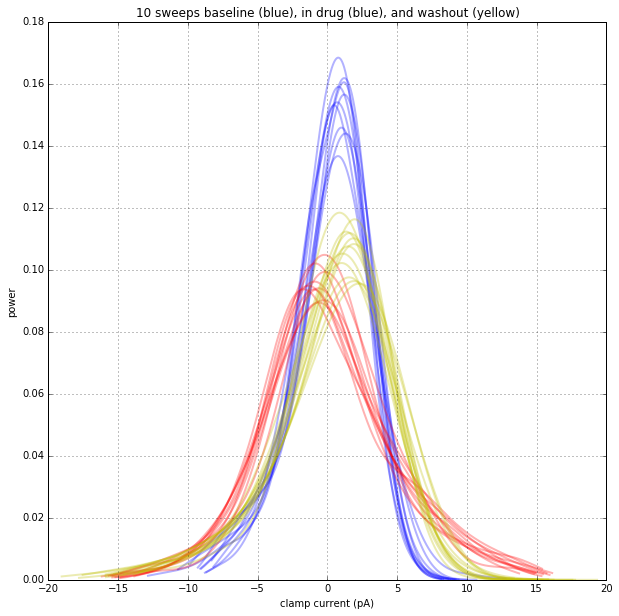 10 sweeps baseline (blue), in drug (blue), and washout (yellow)
0.18
0.16
0.14
0.12
0.10
0.08
0.06
0.04
0.02
0.00
power
−20 −15 −10 −5 0 5 10 15 20
clamp current (pA)